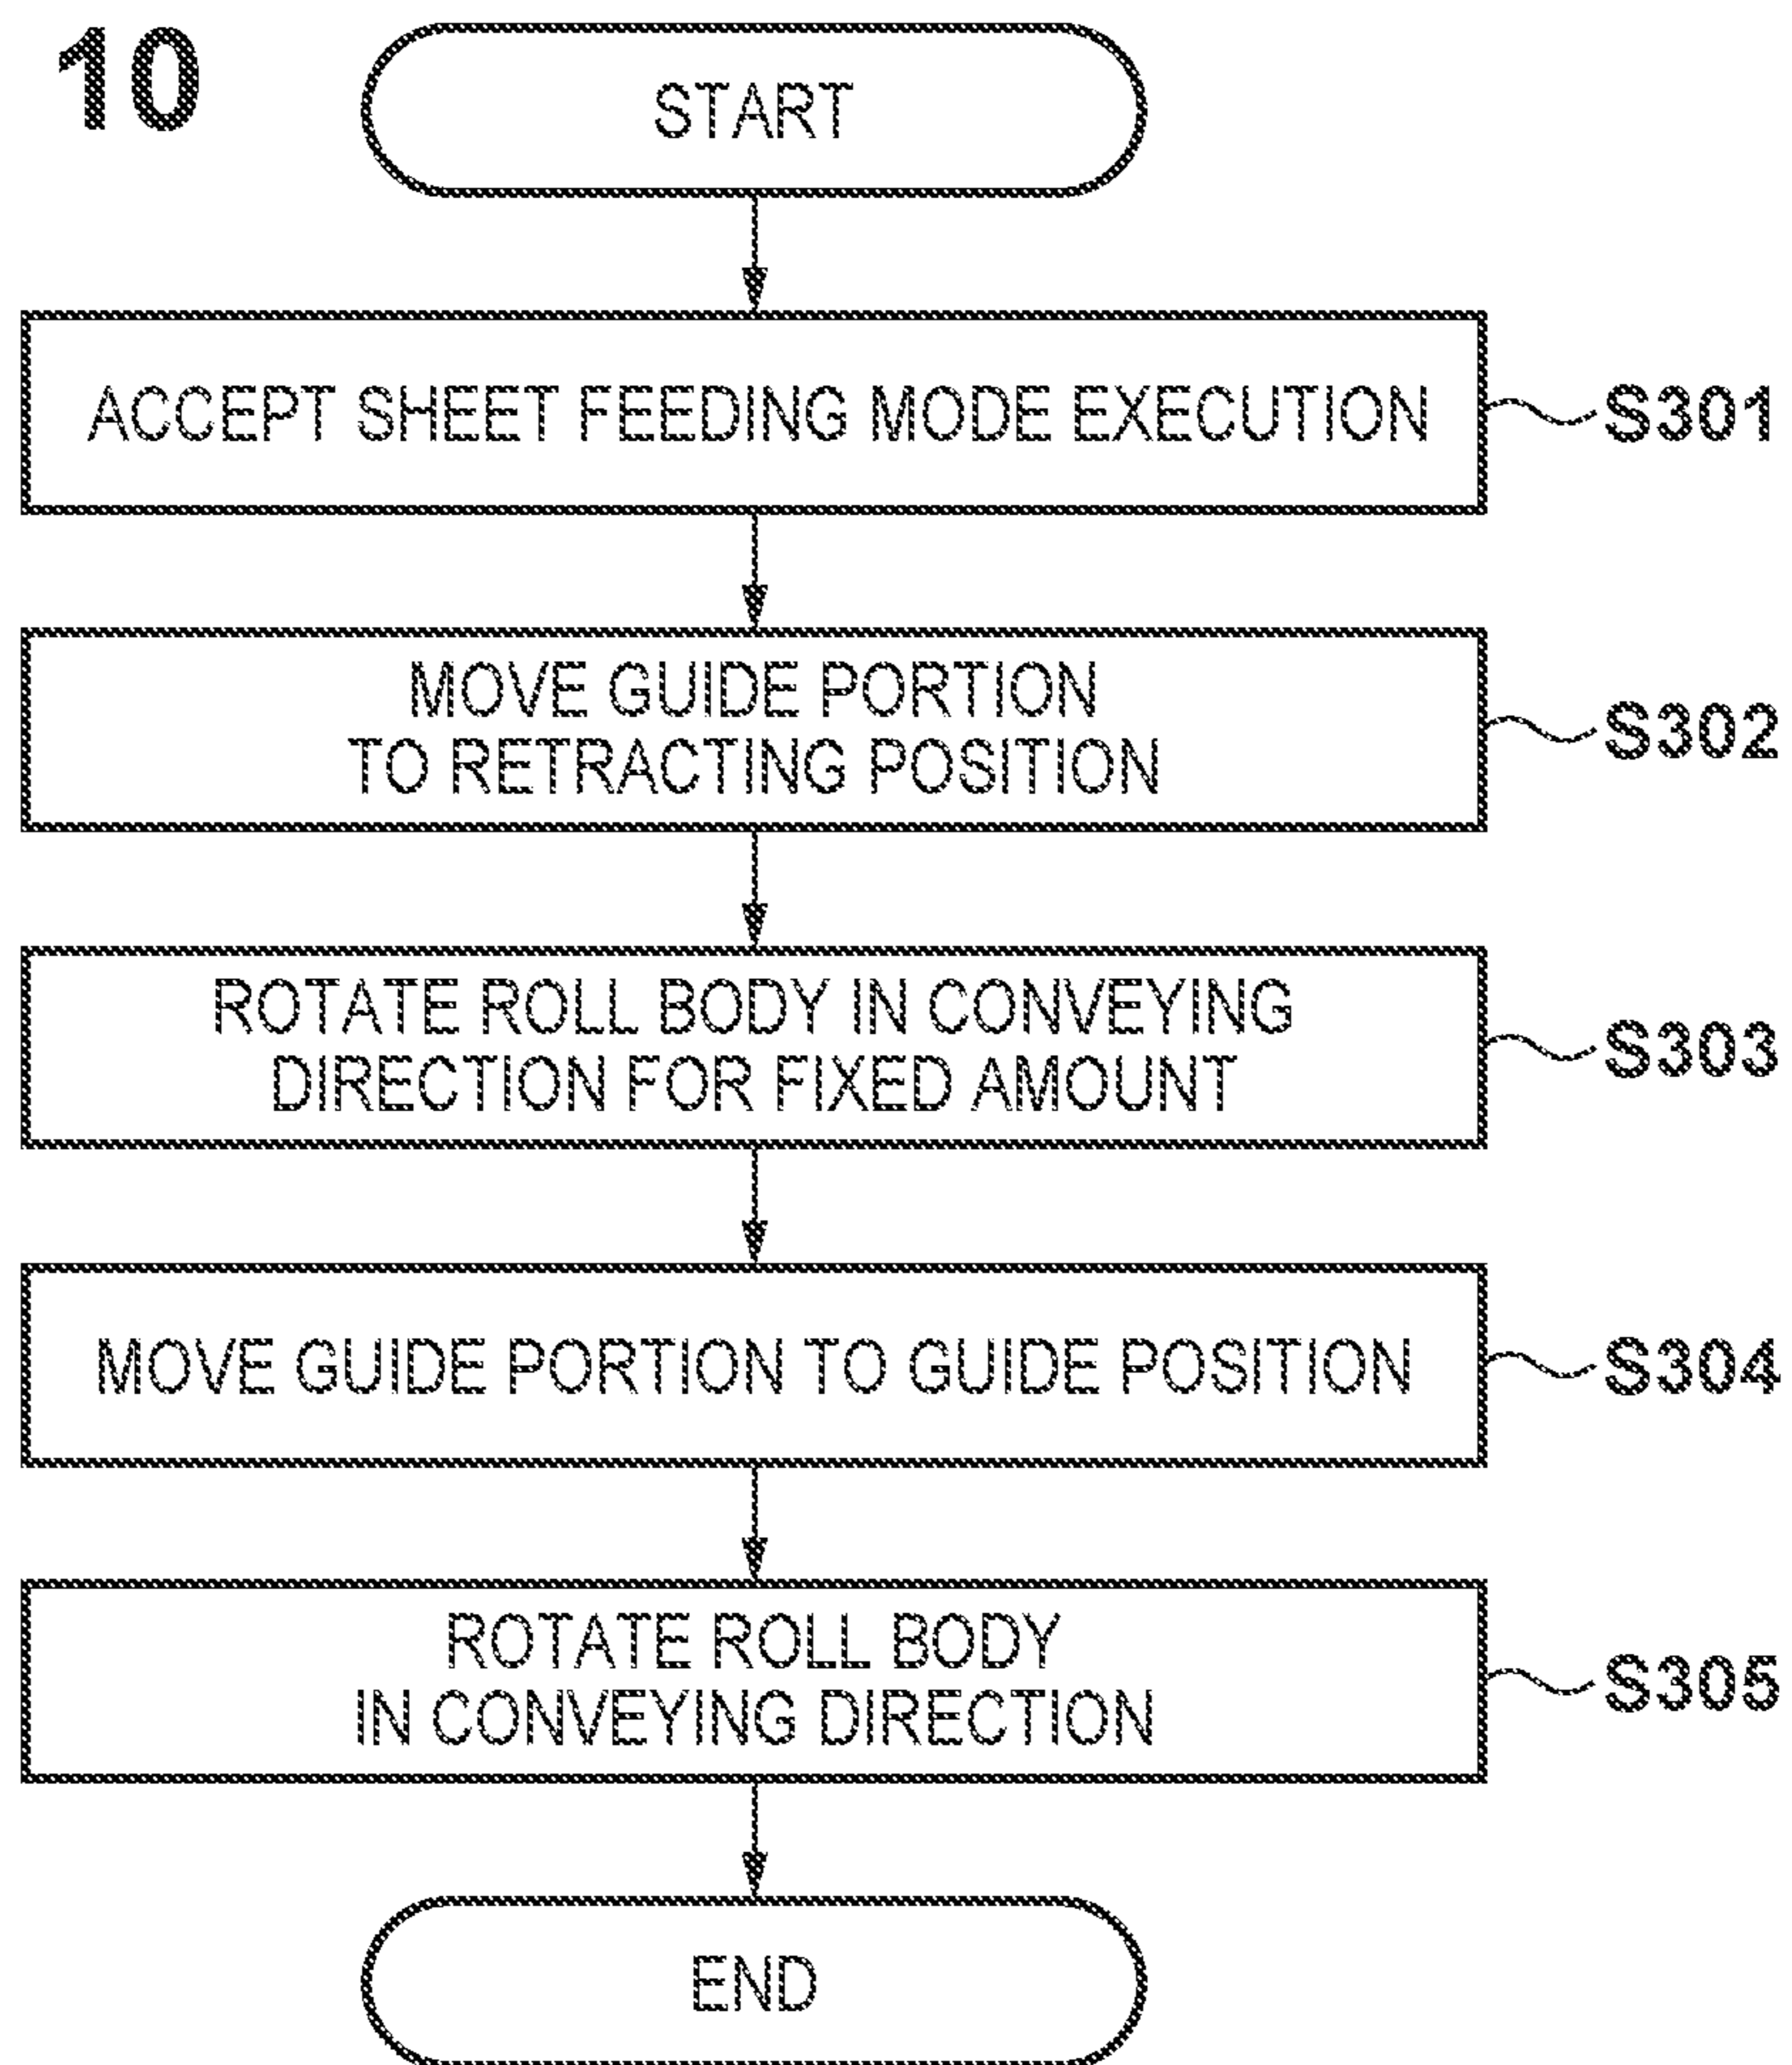 10
START
ACCEPT SHEET FEEDING MODE EXECUTION
S301
MOVE GUIDE PORTION
TO RETRACTING POSITION
S302
ROTATE ROLL BODY IN CONVEYING
DIRECTION FOR FIXED AMOUNT
S303
MOVE GUIDE PORTION TO GUIDE POSITION
S304
ROTATE ROLL BODY
IN CONVEYING DIRECTION
S305
END